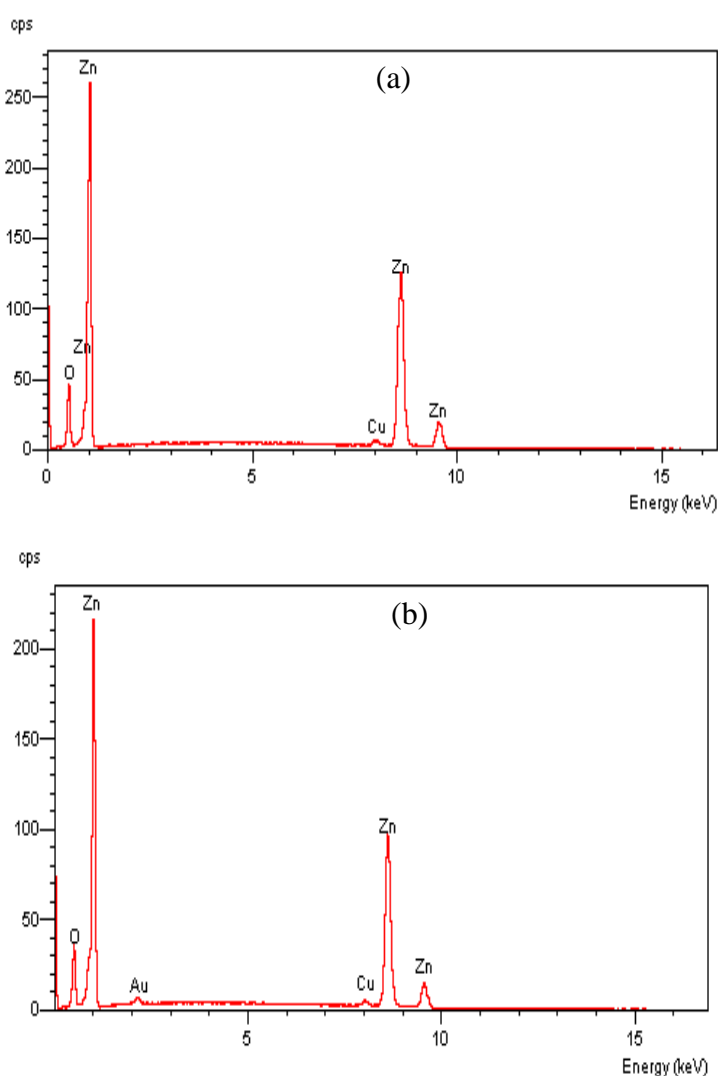 cps
Zn
(a)
250
200
150
Zn
100
Zn
O
50
Zn
Cu
0
0 5 10 15
Energy (keV)
cps
Zn
(b)
200
150
Zn
100
50
O
Zn
Au Cu
0
5 10 15
Energy (keV)